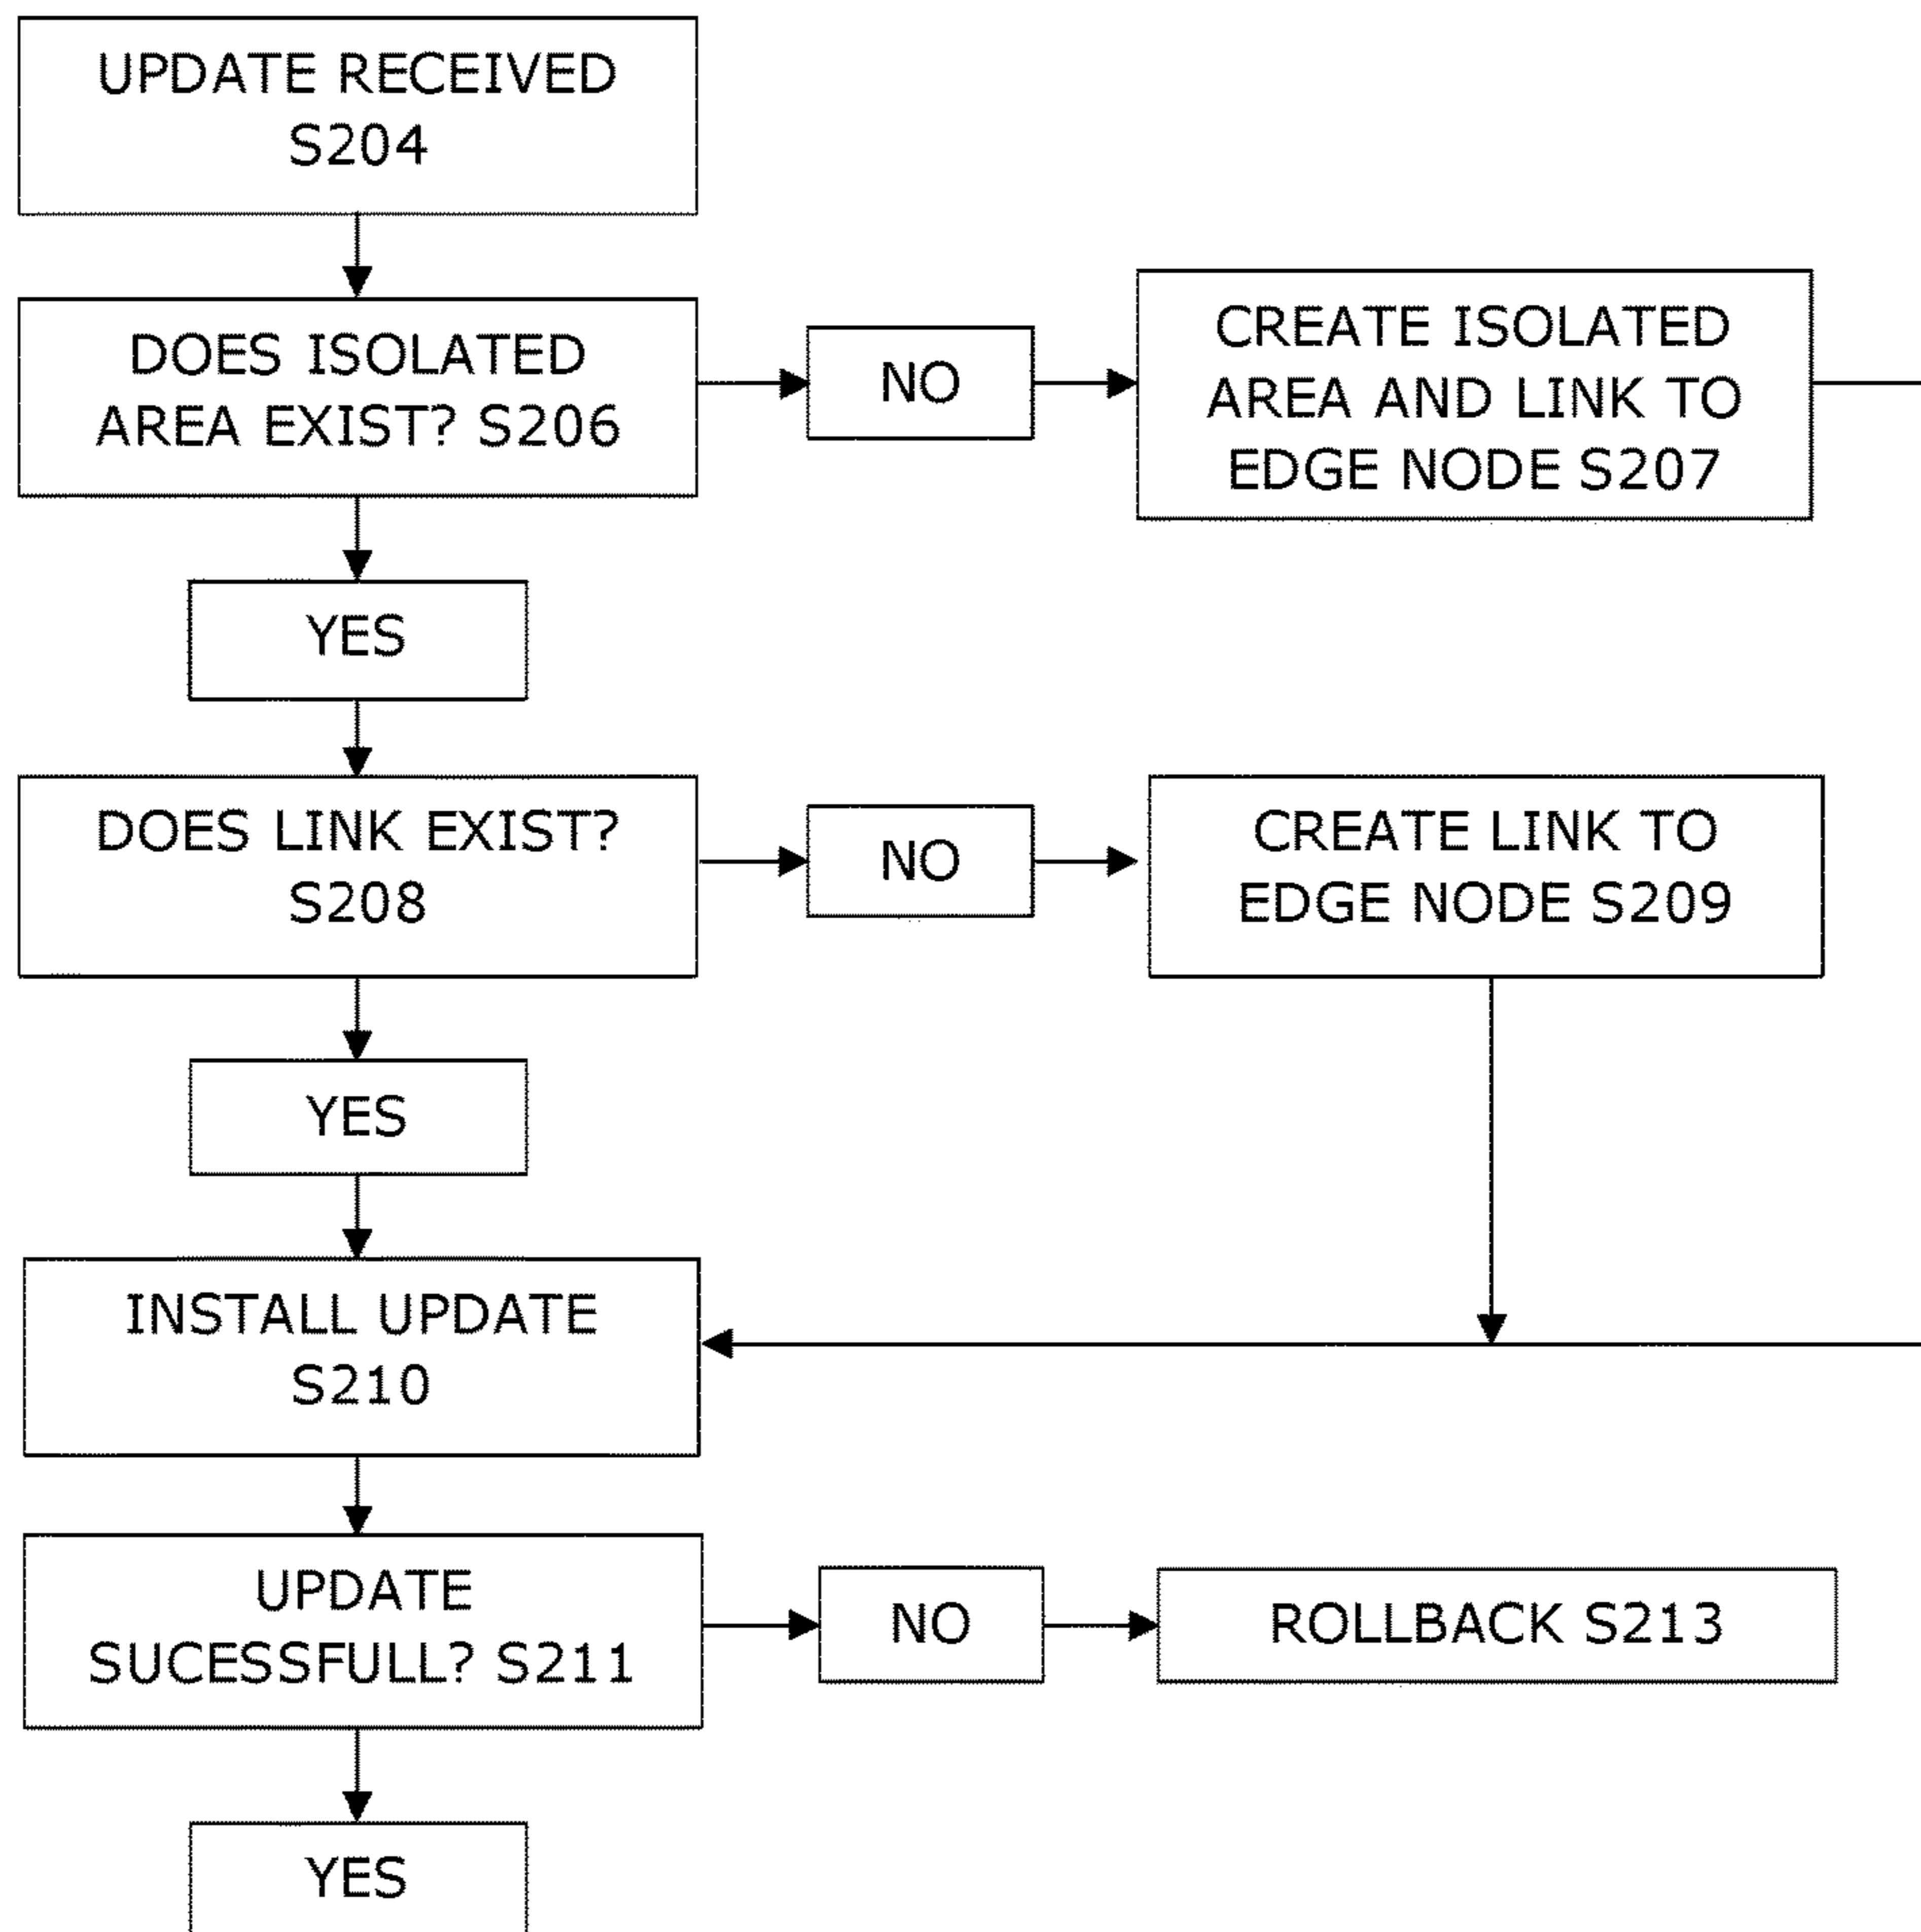 UPDATE RECEIVED
S204
DOES ISOLATED
AREA EXIST? S206
NO
CREATE ISOLATED
AREA AND LINK TO
EDGE NODE S207
YES
DOES LINK EXIST?
S208
NO
CREATE LINK TO
EDGE NODE S209
YES
INSTALL UPDATE
S210
UPDATE
SUCESSFULL? S211
NO
ROLLBACK S213
YES